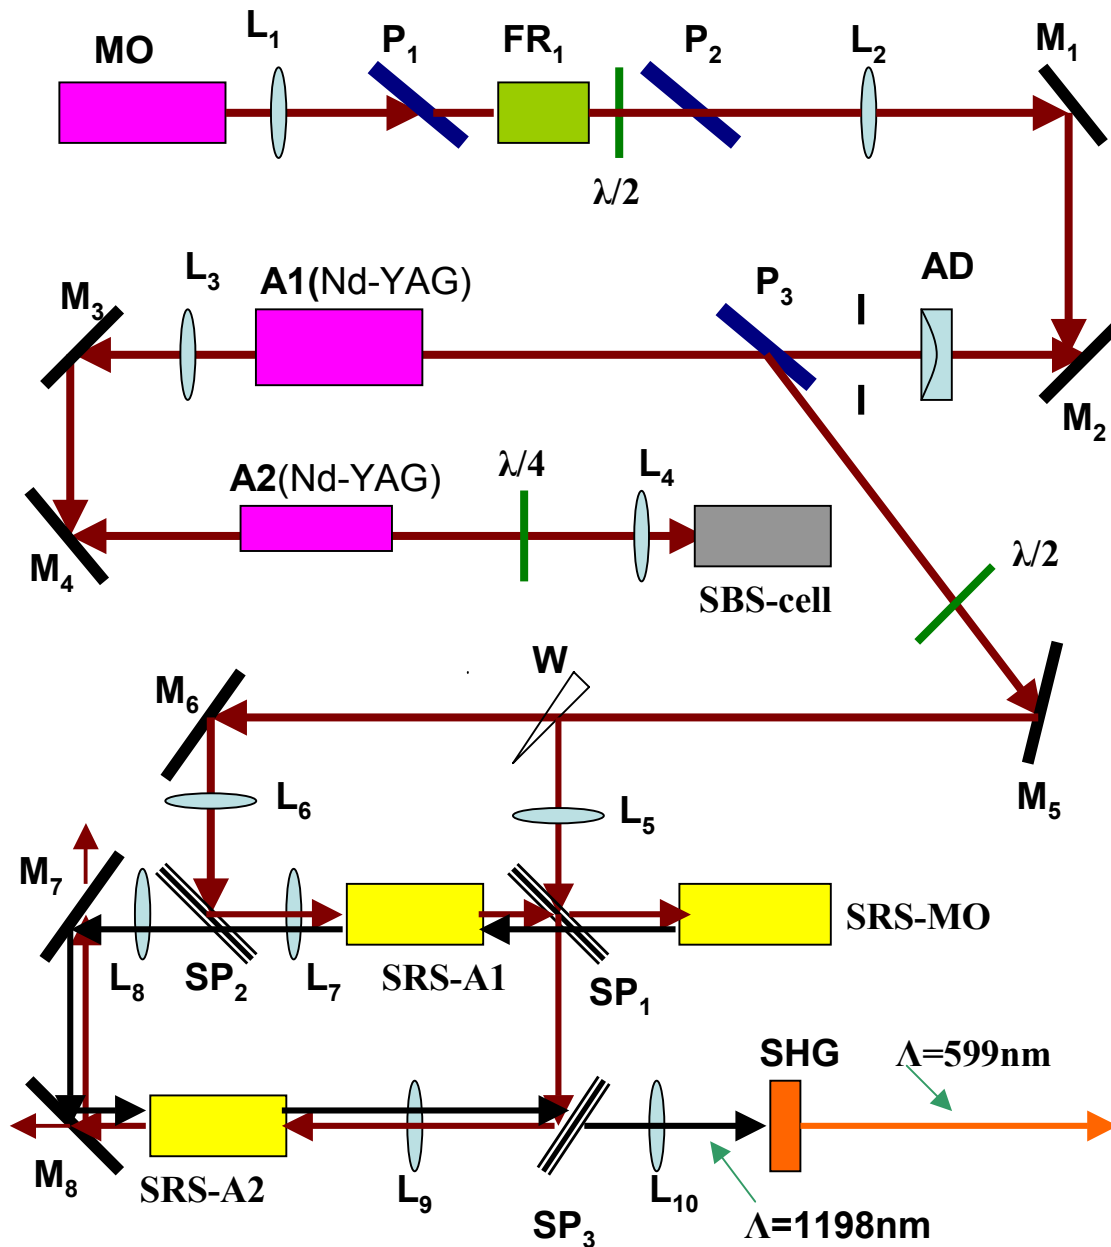 MO
L₁
P₁
FR₁
P₂
L₂
M₁
λ/2
M₃
L₃
A1(Nd-YAG)
P₃
AD
M₂
A2(Nd-YAG)
λ/4
L₄
M₄
SBS-cell
λ/2
M₆
W
L₆
L₅
M₅
M₇
L₈
SP₂
L₇
SRS-A1
SP₁
SRS-MO
SHG
Λ=599nm
M₈
SRS-A2
L₉
SP₃
L₁₀
Λ=1198nm